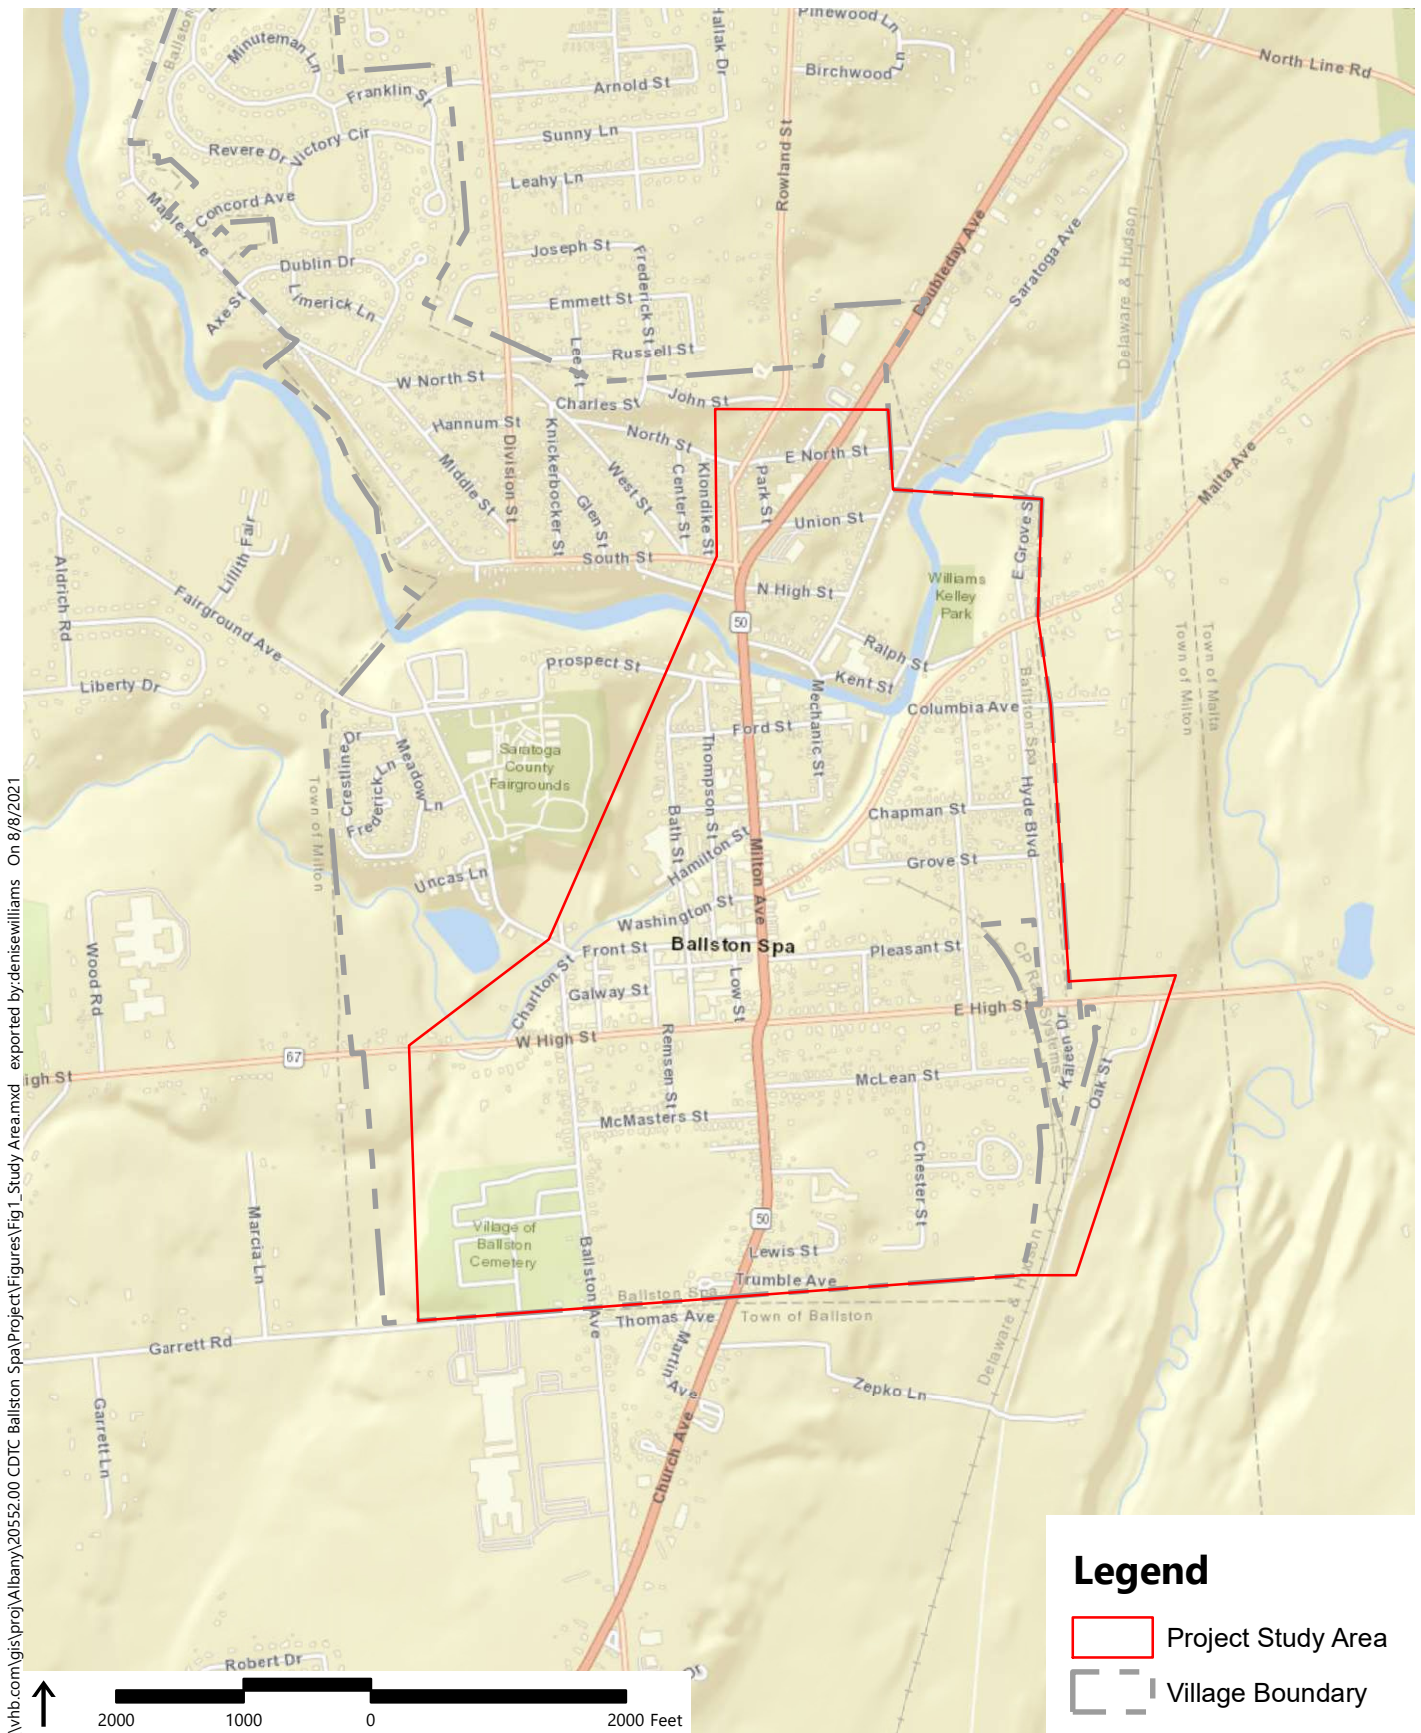 Pinewood Ln
Hallak Dr
Ballston
Minuteman Ln
North Line Rd
Birchwood Ln
Arnold St
Franklin St
Sunny Ln
Victory Cir
Revere Dr
Rowland St
Leahy Ln
Concord Ave
Maple Ave
Joseph St
Frederick St
Doubleday Ave
Saratoga Ave
Delaware & Hudson
Dublin Dr
Limerick Ln
Axe St
Emmett St
Lee St
Russell St
W North St
Charles St
John St
Hannum St
North St
E North St
Malta Ave
Middle St
Division St
Knickerbocker St
Glen St
West St
Center St
Klondike St
Park St
Union St
E Grove St
Lillith Fair
Aldrich Rd
South St
N High St
Williams
Kelley
Park
50
Fairground Ave
Town of Milton
Town of Malta
Ralph St
Prospect St
Kent St
Liberty Dr
Mechanic St
Columbia Ave
Ballston Spa
Ford St
Crestline Dr
Meadow Ln
Frederick Ln
Saratoga
County
Fairgrounds
Thompson St
Town of Milton
Bath St
Chapman St
Hyde Blvd
Hamilton St
Milton Ave
Grove St
Uncas Ln
Washington St
Wood Rd
Front St
Ballston Spa
Pleasant St
CP Rail Systems
Charlton St
Galway St
Low St
E High St
W High St
67
igh St
Remsen St
Kaleen Dr
McLean St
Oak St
McMasters St
Chester St
Marcia Ln
Village of
Ballston
Cemetery
50
Ballston Ave
Lewis St
Trumble Ave
Delaware & Hudson
Ballston Spa
Thomas Ave
Town of Ballston
Garrett Rd
Martin Ave
Zepko Ln
Garrett Ln
Church Ave
Robert Dr
Dr
Legend
Project Study Area
Village Boundary
2000 1000 0 2000 Feet
\vhb.com\gis\proj\Albany\20552.00 CDTC Ballston Spa\Project\Figures\Fig1_Study Area.mxd exported by:denisewilliams On 8/8/2021